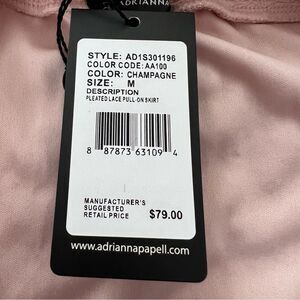 ADRIANNA
STYLE: AD1S301196
COLOR CODE: AA100
COLOR: CHAMPAGNE
SIZE: M
DESCRIPTION
PLEATED LACE PULL-ON SKIRT
8 87873 63109 4
MANUFACTURER'S
SUGGESTED
RETAIL PRICE $79.00
www.adriannapapell.com